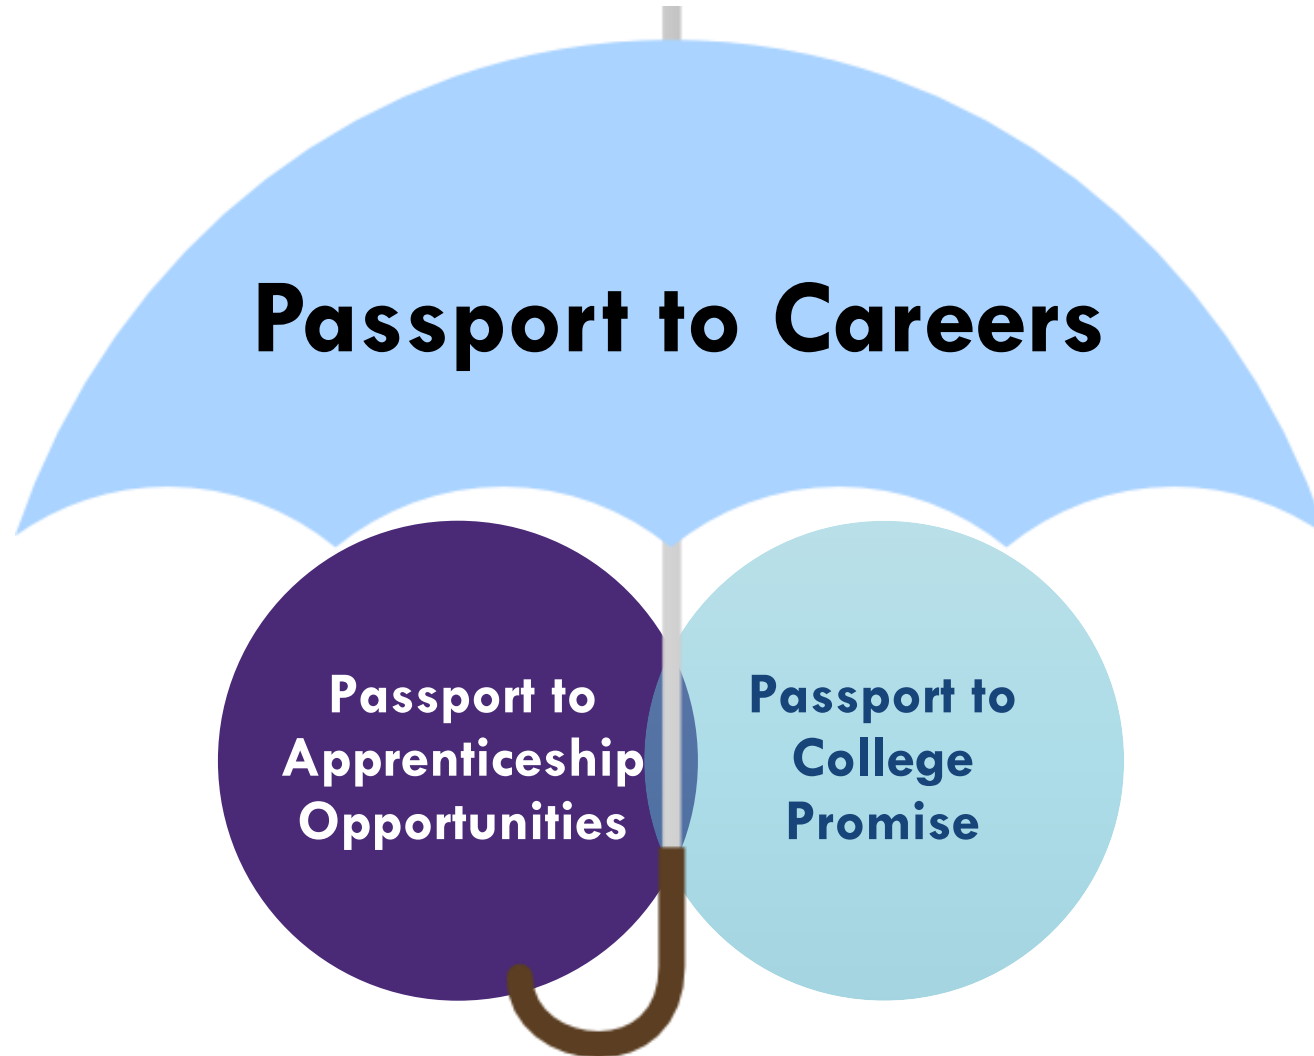 Passport to Careers
Passport to
Apprenticeship
Opportunities
Passport to
College
Promise